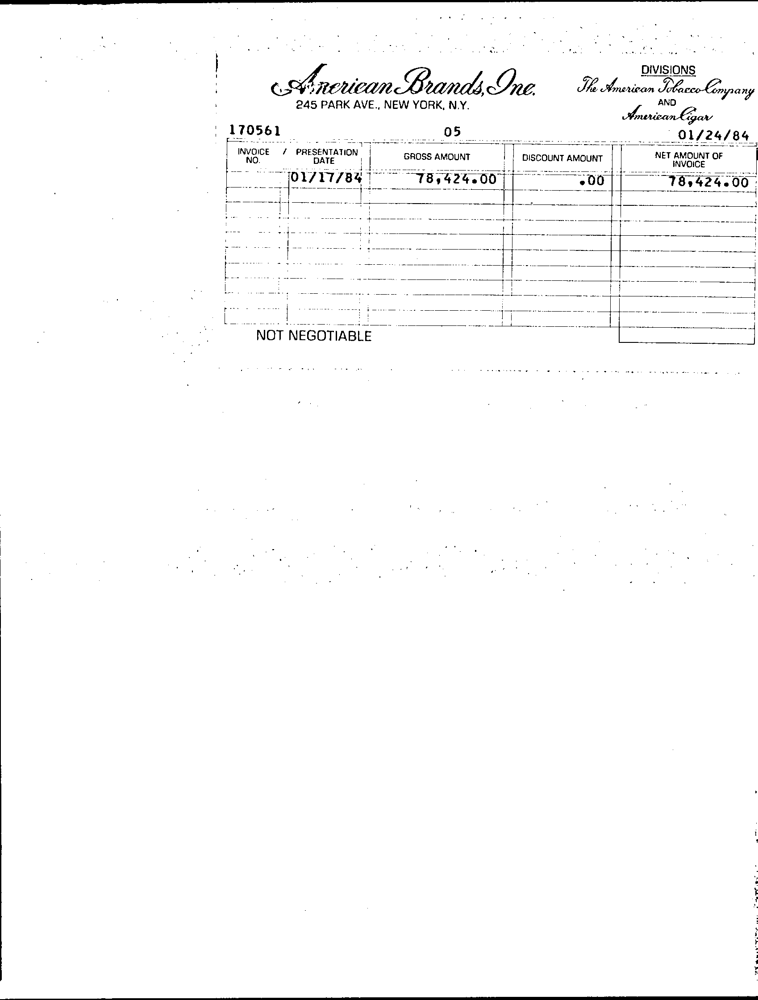 American Brands, Inc.
245 PARK AVE., NEW YORK, N.Y.
DIVISIONS
The American Tobacco Company
AND
American Cigar
170561 05 01/24/84
INVOICE NO. / PRESENTATION DATE GROSS AMOUNT DISCOUNT AMOUNT NET AMOUNT OF INVOICE
01/17/84 78,424.00 .00 78,424.00
NOT NEGOTIABLE